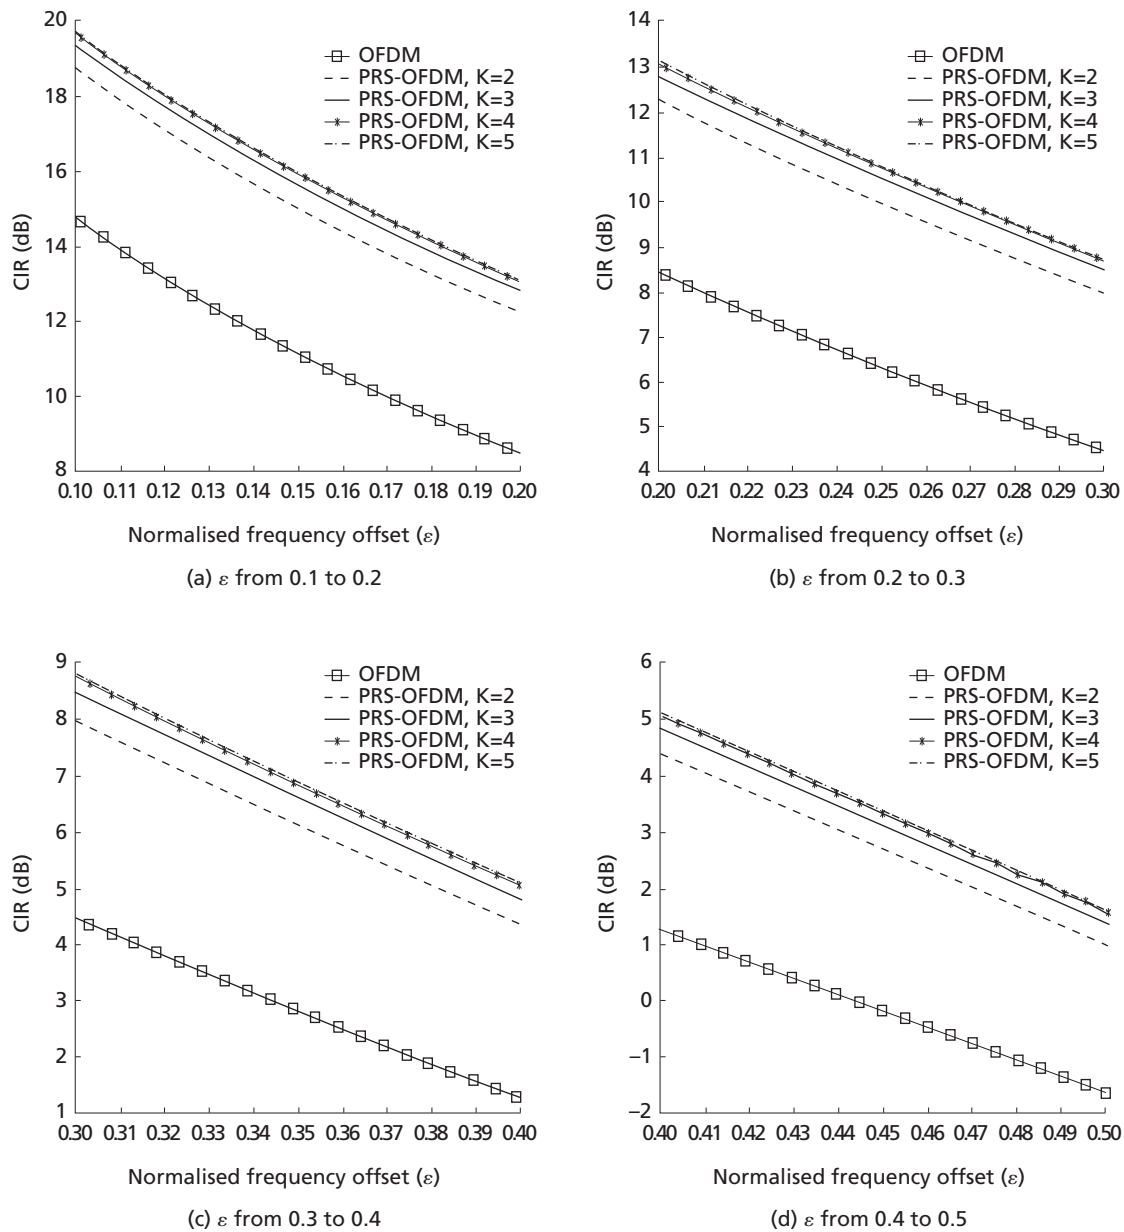 20
18
16
14
12
10
8
CIR (dB)
OFDM
PRS-OFDM, K=2
PRS-OFDM, K=3
PRS-OFDM, K=4
PRS-OFDM, K=5
0.10 0.11 0.12 0.13 0.14 0.15 0.16 0.17 0.18 0.19 0.20
Normalised frequency offset (ε)
(a) ε from 0.1 to 0.2
14
13
12
11
10
9
8
7
6
5
4
CIR (dB)
OFDM
PRS-OFDM, K=2
PRS-OFDM, K=3
PRS-OFDM, K=4
PRS-OFDM, K=5
0.20 0.21 0.22 0.23 0.24 0.25 0.26 0.27 0.28 0.29 0.30
Normalised frequency offset (ε)
(b) ε from 0.2 to 0.3
9
8
7
6
5
4
3
2
1
CIR (dB)
OFDM
PRS-OFDM, K=2
PRS-OFDM, K=3
PRS-OFDM, K=4
PRS-OFDM, K=5
0.30 0.31 0.32 0.33 0.34 0.35 0.36 0.37 0.38 0.39 0.40
Normalised frequency offset (ε)
(c) ε from 0.3 to 0.4
6
5
4
3
2
1
0
−1
−2
CIR (dB)
OFDM
PRS-OFDM, K=2
PRS-OFDM, K=3
PRS-OFDM, K=4
PRS-OFDM, K=5
0.40 0.41 0.42 0.43 0.44 0.45 0.46 0.47 0.48 0.49 0.50
Normalised frequency offset (ε)
(d) ε from 0.4 to 0.5